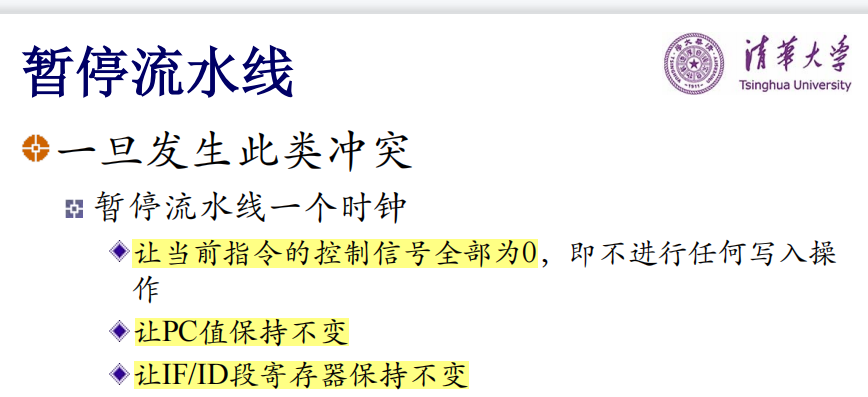 暂停流水线
清华大学
Tsinghua University
一旦发生此类冲突
暂停流水线一个时钟
让当前指令的控制信号全部为0，即不进行任何写入操
作
让PC值保持不变
让IF/ID段寄存器保持不变